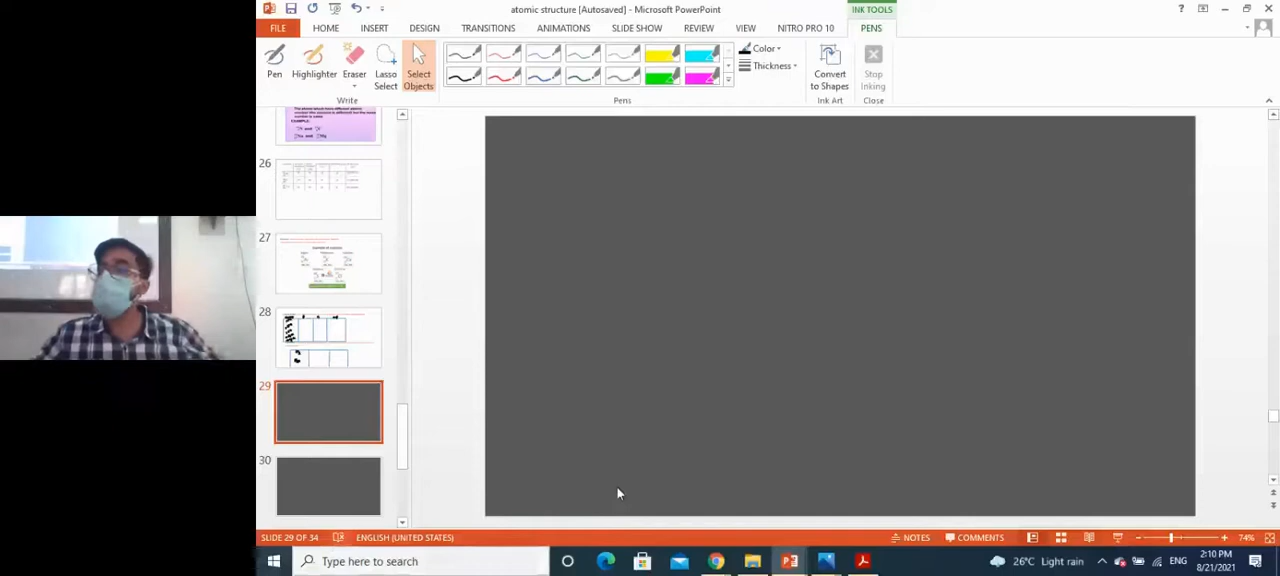 atomic structure [Autosaved] - Microsoft PowerPoint
INK TOOLS
FILE
HOME
INSERT
DESIGN
TRANSITIONS
ANIMATIONS
SLIDE SHOW
REVIEW
VIEW
NITRO PRO 10
PENS
Pen
Highlighter
Eraser
Lasso Select
Select Objects
Color
Thickness
Convert to Shapes
Stop Inking
Write
Pens
Ink Art
Close
EXAMPLE:
26
27
28
29
30
SLIDE 29 OF 34
ENGLISH (UNITED STATES)
NOTES
COMMENTS
74%
Type here to search
26°C Light rain
ENG
2:10 PM
8/21/2021